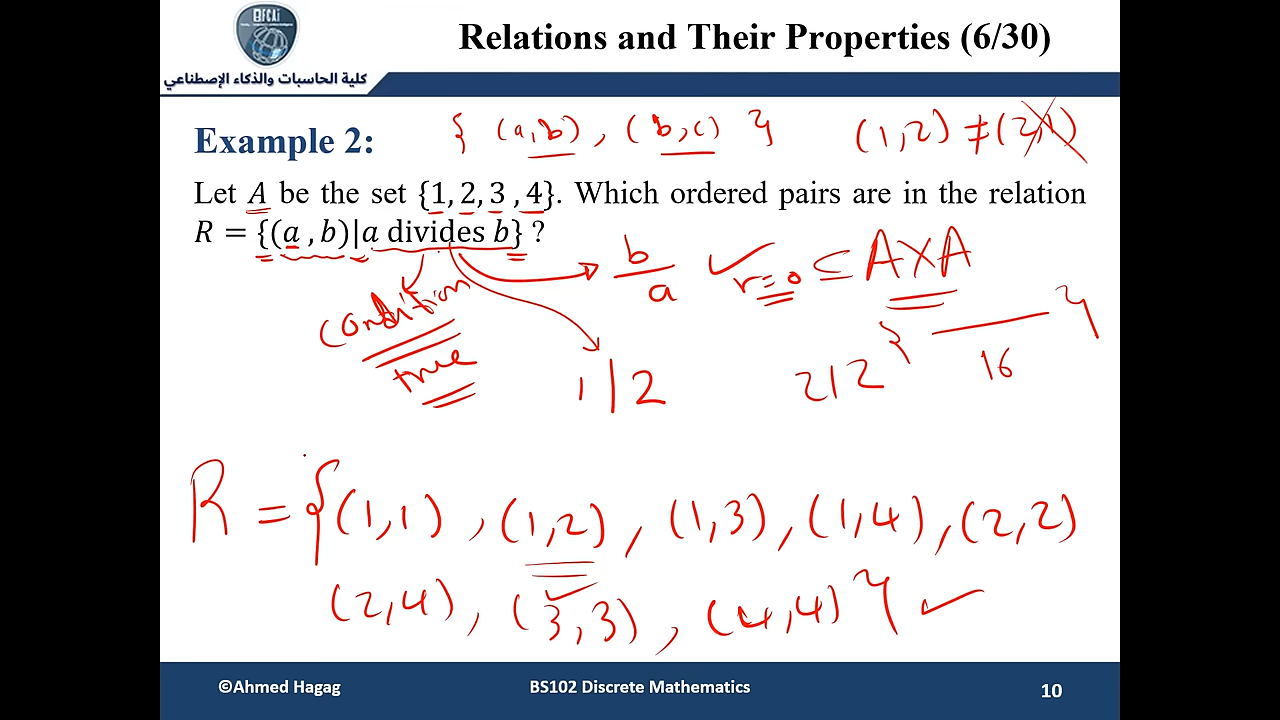 BFCAi
كلية الحاسبات والذكاء الإصطناعي
Relations and Their Properties (6/30)
Example 2:
{ (a,b) , (b,c) } (1,2) ≠ (2,1)
Let A be the set {1, 2, 3 , 4}. Which ordered pairs are in the relation
R = {(a , b)|a divides b} ?
b/a ✓ r=0 ⊆ A×A
condition
true
1|2
2|2
{ }
16
R = {(1,1) , (1,2) , (1,3) , (1,4) , (2,2)
(2,4) , (3,3) , (4,4) } ✓
©Ahmed Hagag
BS102 Discrete Mathematics
10